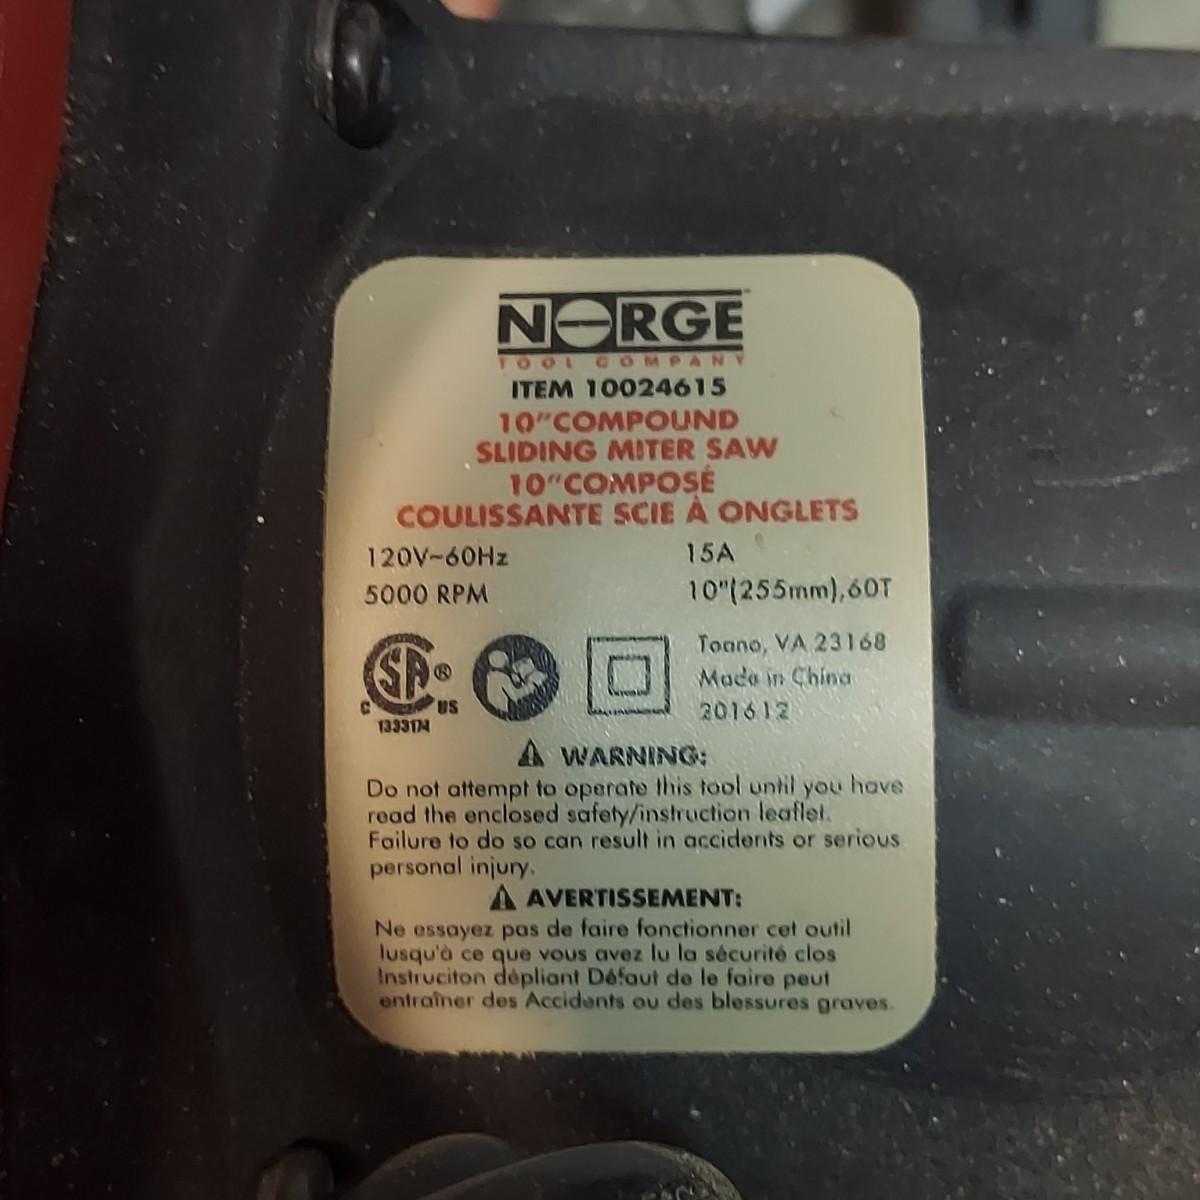 NORGE
TOOL COMPANY
ITEM 10024615
10"COMPOUND
SLIDING MITER SAW
10"COMPOSÉ
COULISSANTE SCIE À ONGLETS
120V~60Hz 15A
5000 RPM 10"(255mm),60T
Toano, VA 23168
Made in China
201612
SA®
C US
1333174
WARNING:
Do not attempt to operate this tool until you have
read the enclosed safety/instruction leaflet.
Failure to do so can result in accidents or serious
personal injury.
AVERTISSEMENT:
Ne essayez pas de faire fonctionner cet outil
lusqu'à ce que vous avez lu la sécurité clos
Instruciton dépliant Défaut de le faire peut
entraîner des Accidents ou des blessures graves.